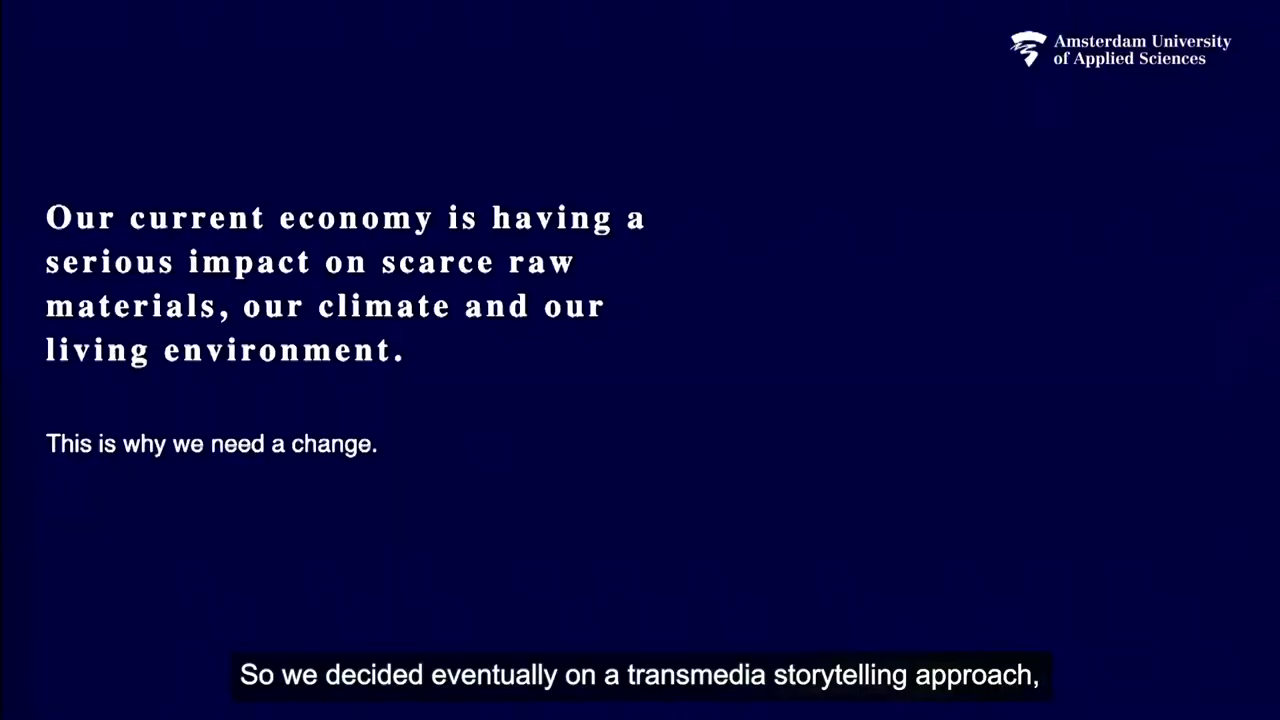 Amsterdam University
of Applied Sciences
Our current economy is having a
serious impact on scarce raw
materials, our climate and our
living environment.
This is why we need a change.
So we decided eventually on a transmedia storytelling approach,